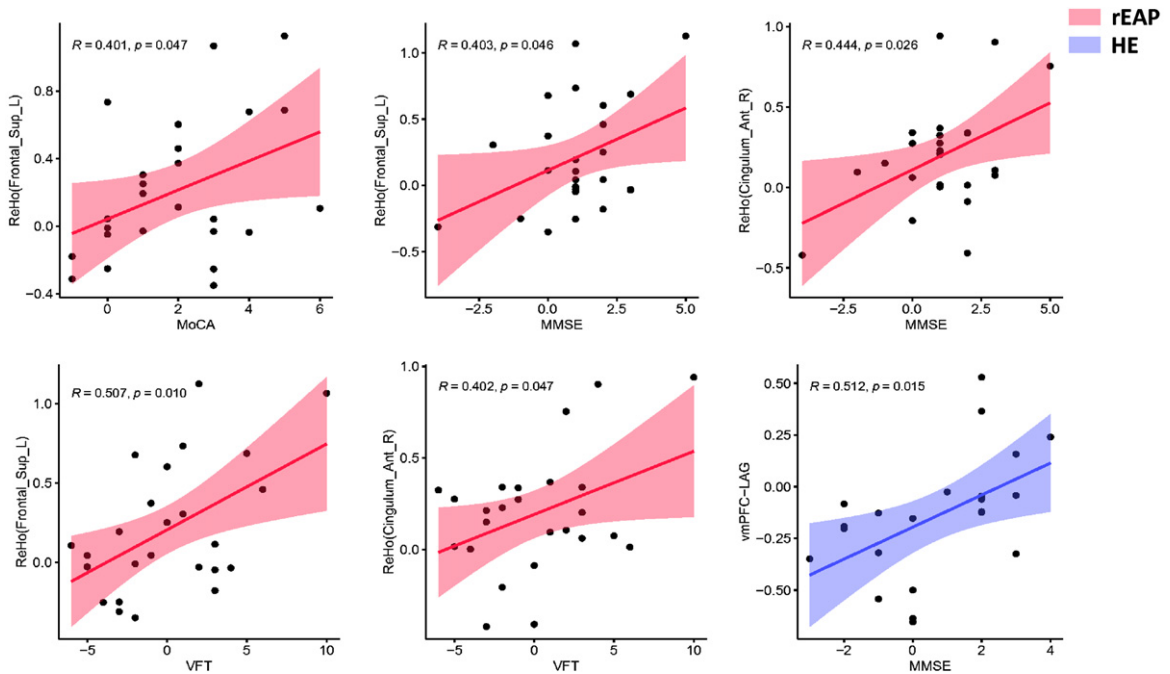 rEAP
HE
R = 0.401, p = 0.047
ReHo(Frontal_Sup_L)
0.8
0.4
0.0
−0.4
0 2 4 6
MoCA
R = 0.403, p = 0.046
ReHo(Frontal_Sup_L)
1.0
0.5
0.0
−0.5
−2.5 0.0 2.5 5.0
MMSE
R = 0.444, p = 0.026
ReHo(Cingulum_Ant_R)
1.0
0.5
0.0
−0.5
−2.5 0.0 2.5 5.0
MMSE
R = 0.507, p = 0.010
ReHo(Frontal_Sup_L)
1.0
0.5
0.0
−5 0 5 10
VFT
R = 0.402, p = 0.047
ReHo(Cingulum_Ant_R)
1.0
0.5
0.0
−5 0 5 10
VFT
R = 0.512, p = 0.015
vmPFC−LAG
0.50
0.25
0.00
−0.25
−0.50
−2 0 2 4
MMSE